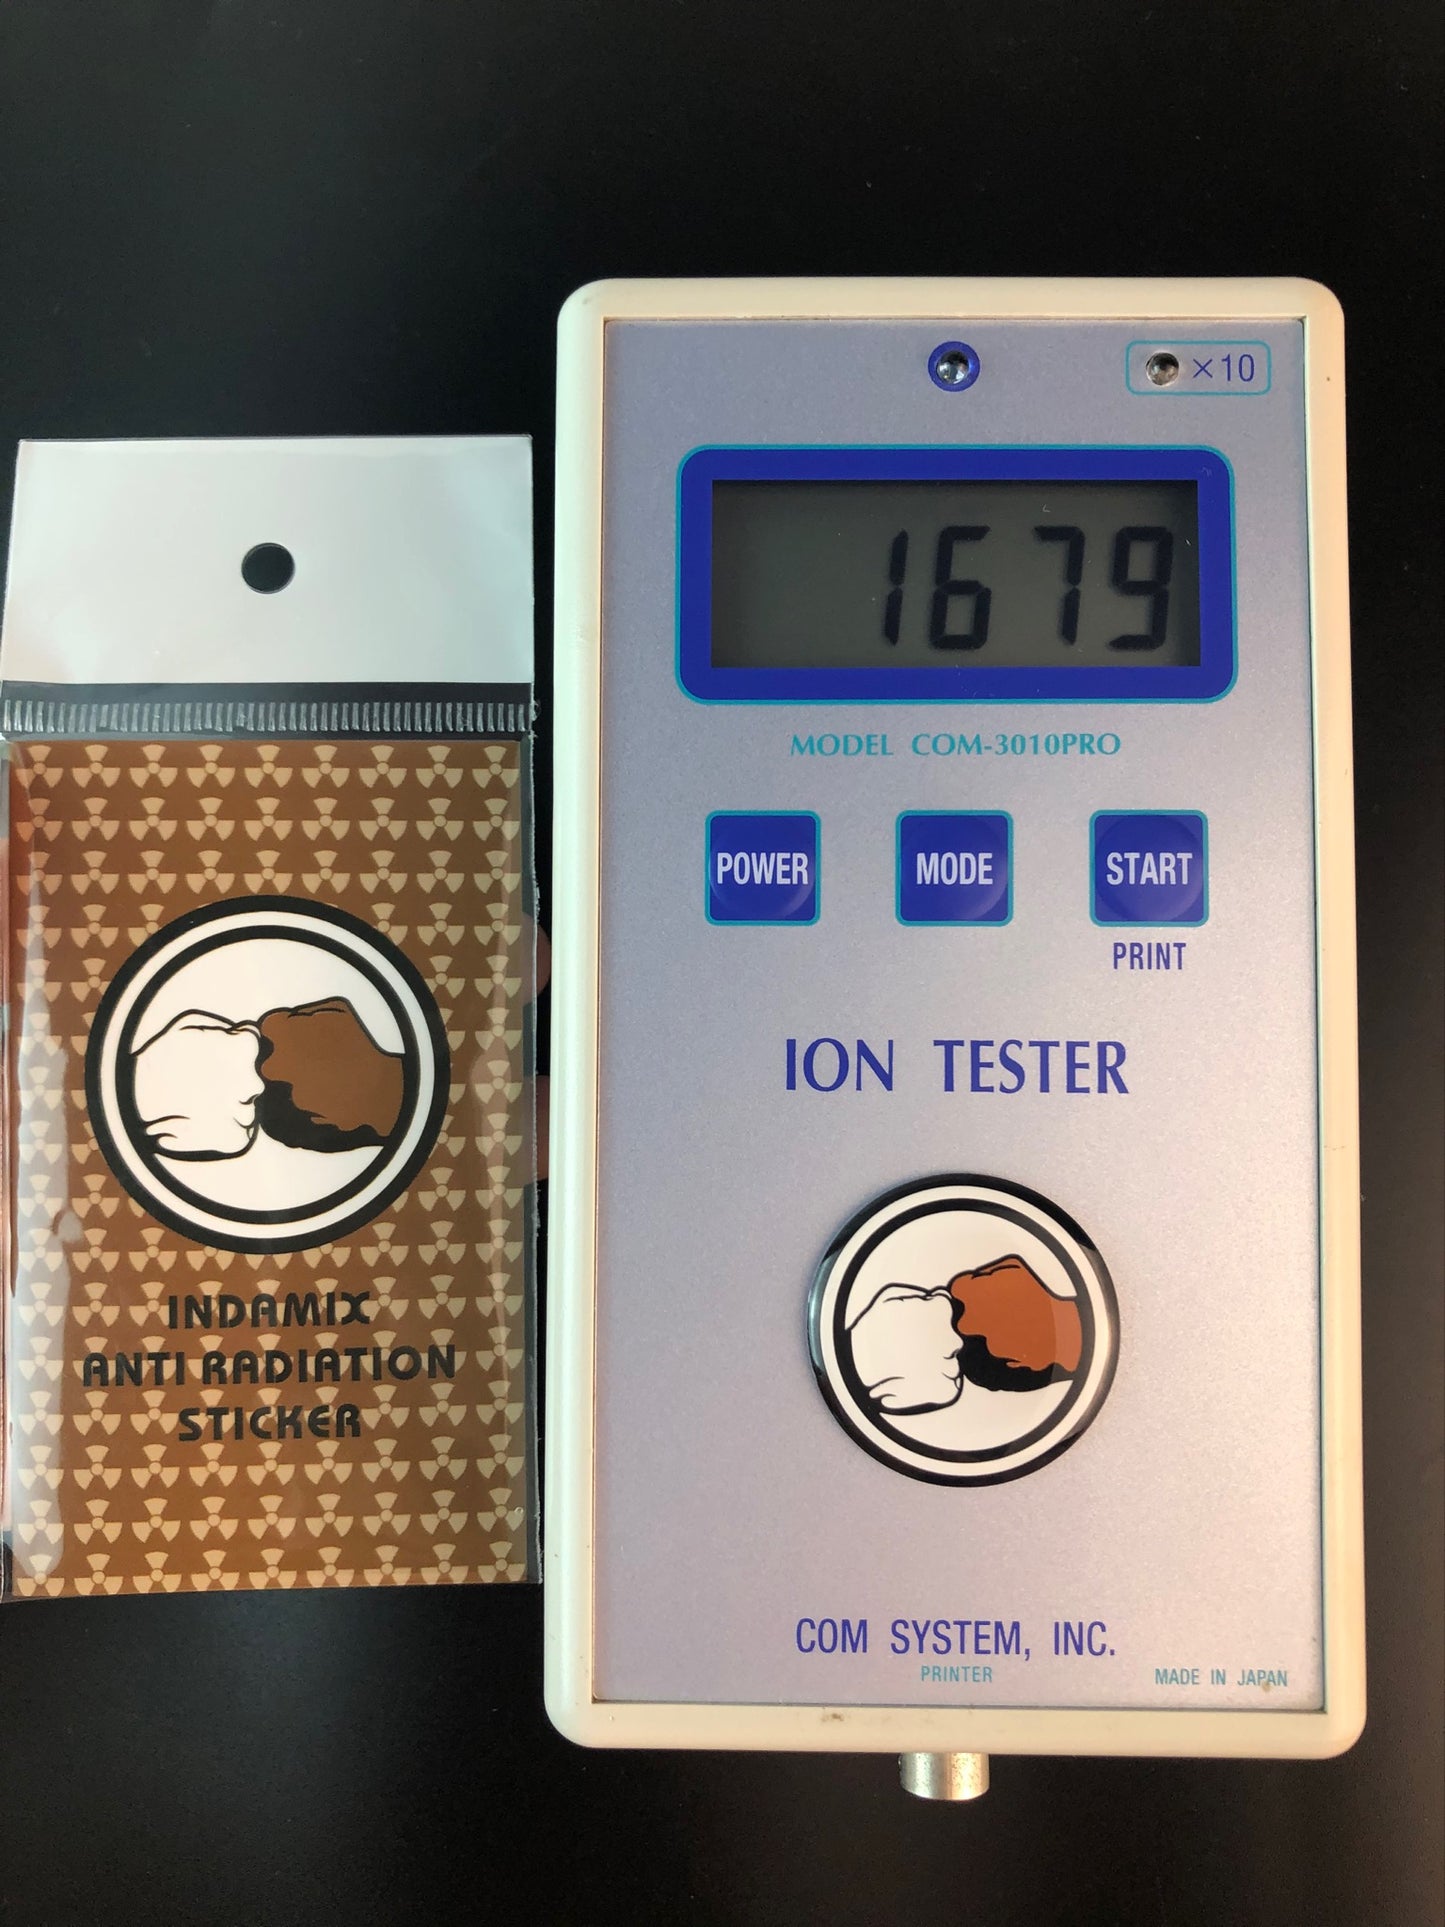 ×10
1679
MODEL COM-3010PRO
POWER
MODE
START
PRINT
ION TESTER
COM SYSTEM, INC.
PRINTER
MADE IN JAPAN
INDAMIX
ANTI RADIATION
STICKER